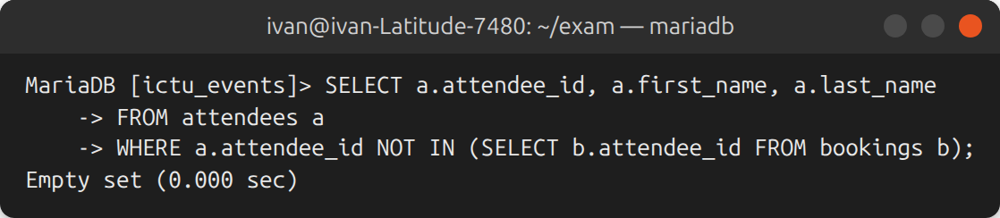 ivan@ivan-Latitude-7480: ~/exam — mariadb
MariaDB [ictu_events]> SELECT a.attendee_id, a.first_name, a.last_name
    -> FROM attendees a
    -> WHERE a.attendee_id NOT IN (SELECT b.attendee_id FROM bookings b);
Empty set (0.000 sec)